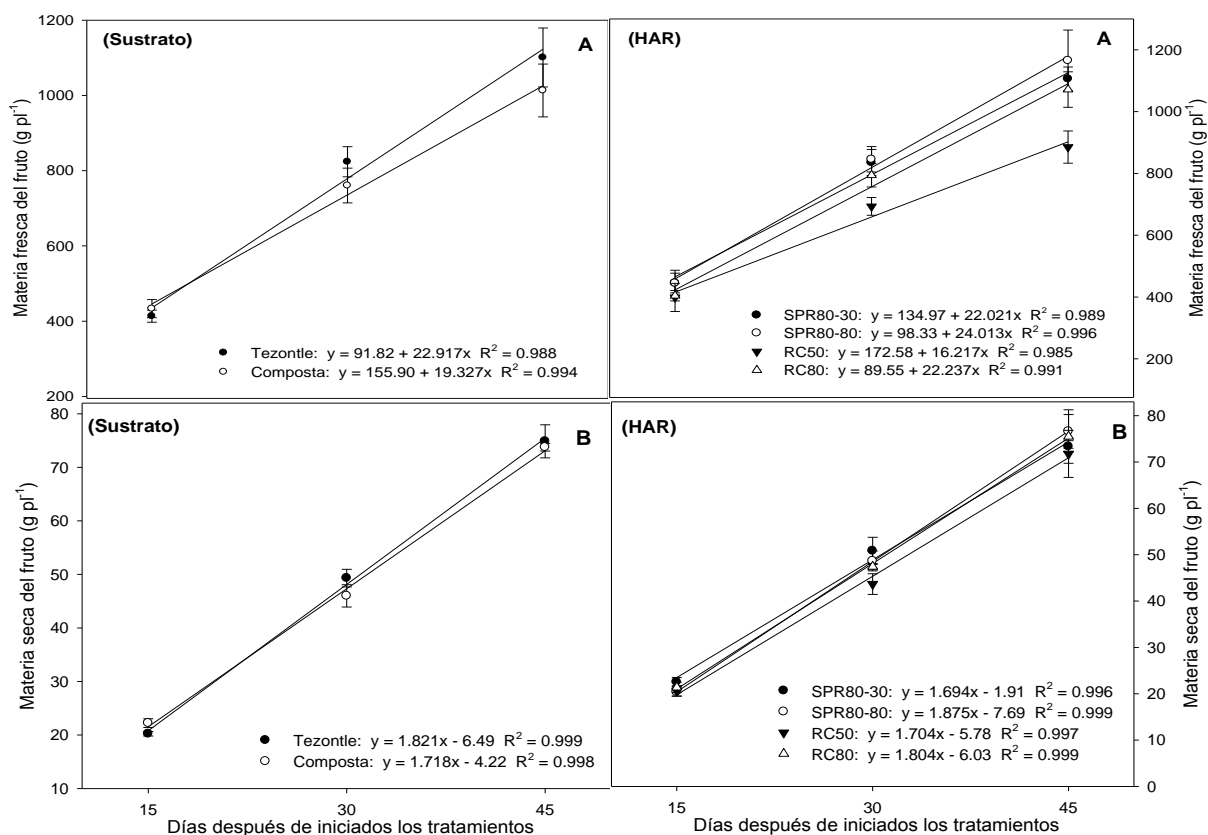 (Sustrato)
A
1200
1000
800
600
400
200
Materia fresca del fruto (g pl⁻¹)
Tezontle: y = 91.82 + 22.917x R² = 0.988
Composta: y = 155.90 + 19.327x R² = 0.994
(HAR)
A
1200
1000
800
600
400
200
Materia fresca del fruto (g pl⁻¹)
SPR80-30: y = 134.97 + 22.021x R² = 0.989
SPR80-80: y = 98.33 + 24.013x R² = 0.996
RC50: y = 172.58 + 16.217x R² = 0.985
RC80: y = 89.55 + 22.237x R² = 0.991
(Sustrato)
B
80
70
60
50
40
30
20
10
Materia seca del fruto (g pl⁻¹)
Tezontle: y = 1.821x - 6.49 R² = 0.999
Composta: y = 1.718x - 4.22 R² = 0.998
15 30 45
Días después de iniciados los tratamientos
(HAR)
B
80
70
60
50
40
30
20
10
0
Materia seca del fruto (g pl⁻¹)
SPR80-30: y = 1.694x - 1.91 R² = 0.996
SPR80-80: y = 1.875x - 7.69 R² = 0.999
RC50: y = 1.704x - 5.78 R² = 0.997
RC80: y = 1.804x - 6.03 R² = 0.999
15 30 45
Días después de iniciados los tratamientos